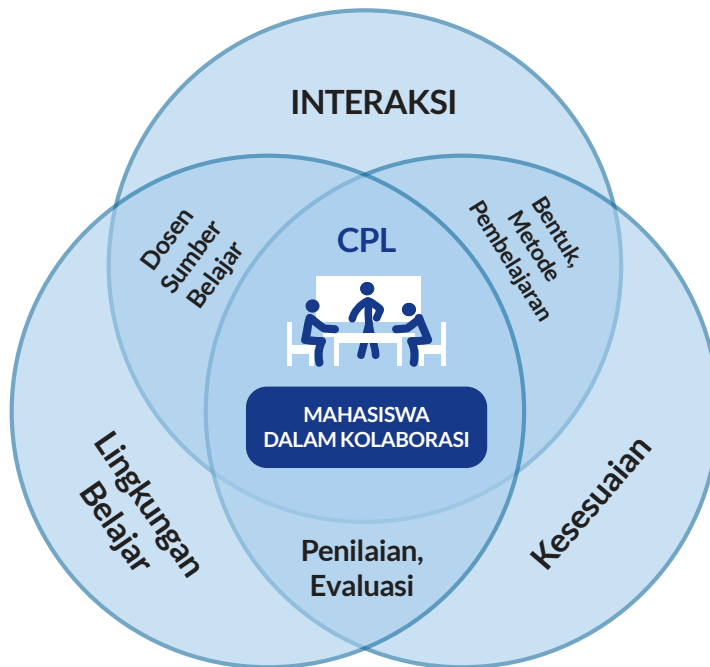 INTERAKSI
Dosen
Sumber
Belajar
Bentuk,
Metode
Pembelajaran
CPL
MAHASISWA
DALAM KOLABORASI
Lingkungan
Belajar
Kesesuaian
Penilaian,
Evaluasi